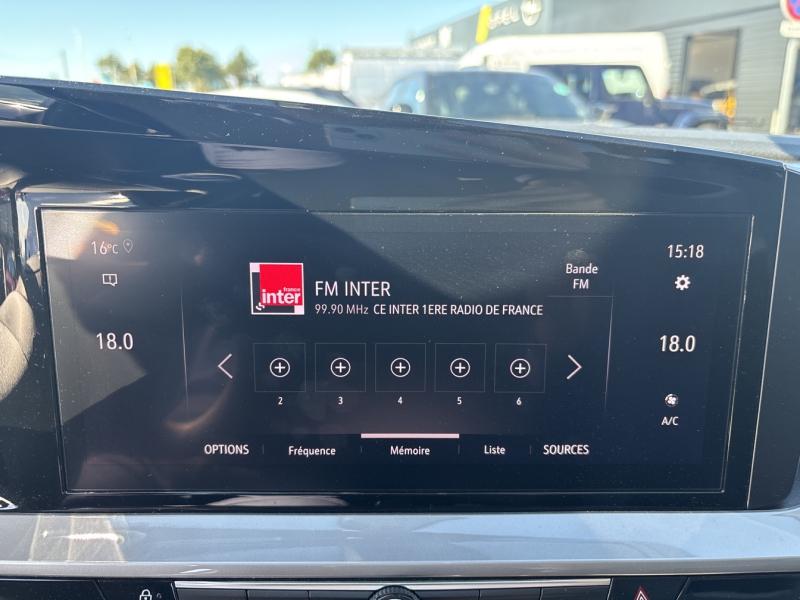 16°C
15:18
france
inter
FM INTER
99.90 MHz CE INTER 1ERE RADIO DE FRANCE
Bande
FM
18.0
18.0
2 3 4 5 6
A/C
OPTIONS Fréquence Mémoire Liste SOURCES